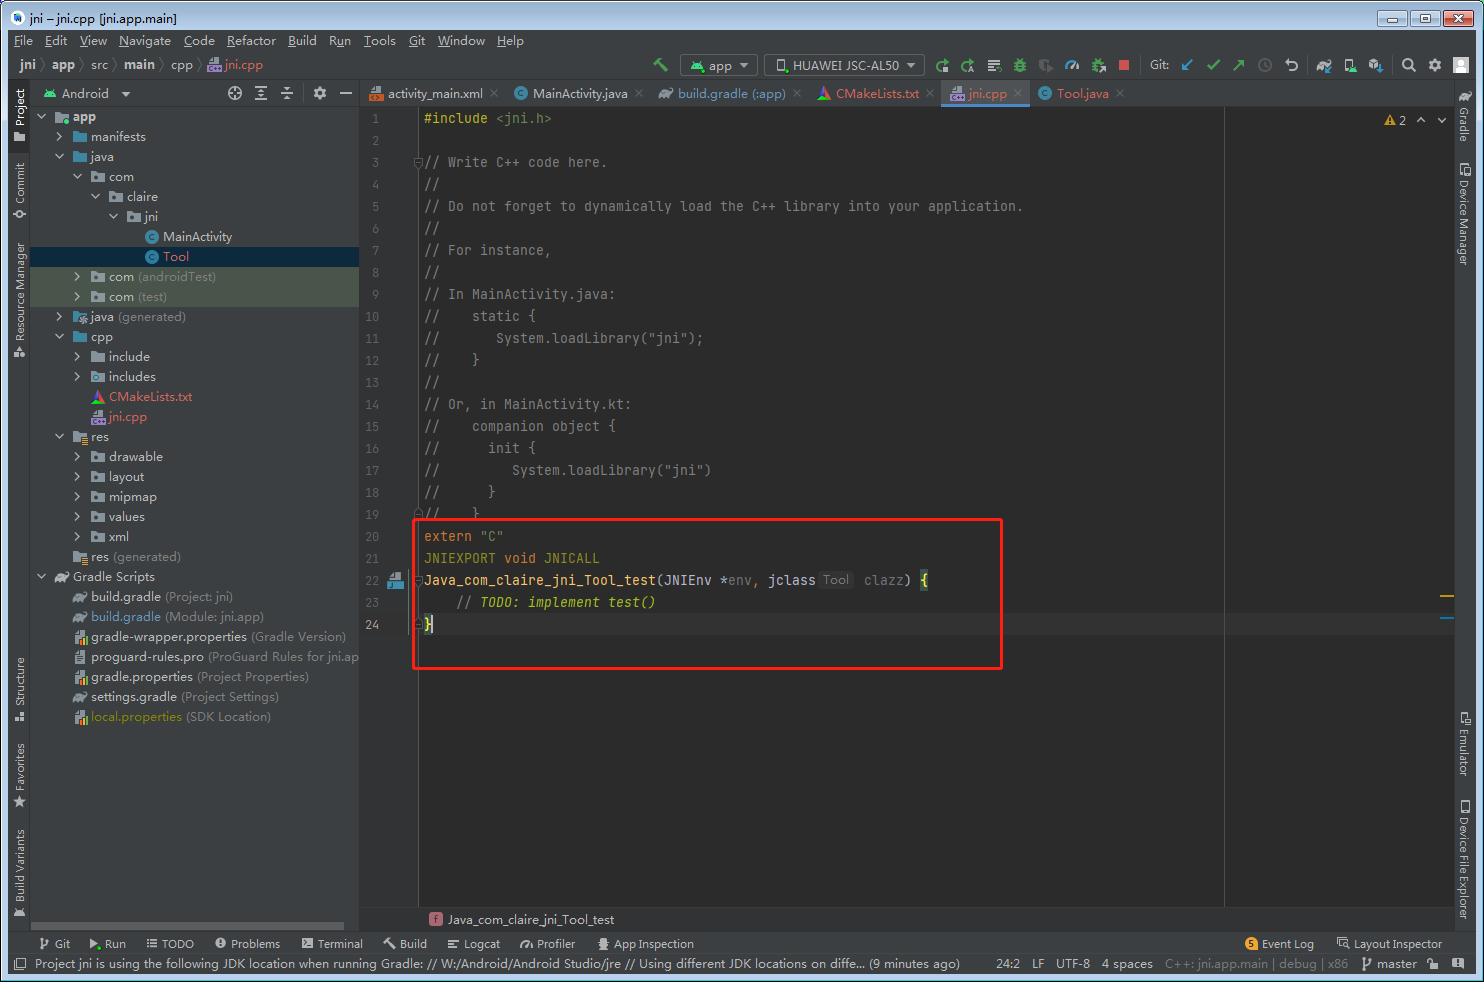 jni – jni.cpp [jni.app.main]
File Edit View Navigate Code Refactor Build Run Tools Git Window Help
jni app src main cpp jni.cpp app HUAWEI JSC-AL50 Git:
Project
Android
activity_main.xml MainActivity.java build.gradle (:app) CMakeLists.txt jni.cpp Tool.java
Gradle
Commit
Device Manager
Resource Manager
app
manifests
java
com
claire
jni
MainActivity
Tool
com (androidTest)
com (test)
java (generated)
cpp
include
includes
CMakeLists.txt
jni.cpp
res
drawable
layout
mipmap
values
xml
res (generated)
Gradle Scripts
build.gradle (Project: jni)
build.gradle (Module: jni.app)
gradle-wrapper.properties (Gradle Version)
proguard-rules.pro (ProGuard Rules for jni.ap
gradle.properties (Project Properties)
settings.gradle (Project Settings)
local.properties (SDK Location)
2
1 #include <jni.h>
2
3 // Write C++ code here.
4 //
5 // Do not forget to dynamically load the C++ library into your application.
6 //
7 // For instance,
8 //
9 // In MainActivity.java:
10 //    static {
11 //       System.loadLibrary("jni");
12 //    }
13 //
14 // Or, in MainActivity.kt:
15 //    companion object {
16 //      init {
17 //         System.loadLibrary("jni")
18 //      }
19 //    }
20 extern "C"
21 JNIEXPORT void JNICALL
22 Java_com_claire_jni_Tool_test(JNIEnv *env, jclass Tool clazz) {
23     // TODO: implement test()
24 }
Structure
Favorites
Build Variants
Emulator
Device File Explorer
f Java_com_claire_jni_Tool_test
Git Run TODO Problems Terminal Build Logcat Profiler App Inspection 5 Event Log Layout Inspector
Project jni is using the following JDK location when running Gradle: // W:/Android/Android Studio/jre // Using different JDK locations on diffe... (9 minutes ago) 24:2 LF UTF-8 4 spaces C++: jni.app.main | debug | x86 master